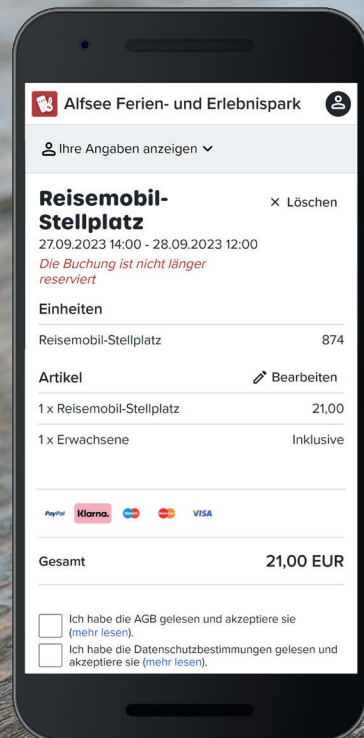 Alfsee Ferien- und Erlebnispark
Ihre Angaben anzeigen
Reisemobil-
Stellplatz
× Löschen
27.09.2023 14:00 - 28.09.2023 12:00
Die Buchung ist nicht länger
reserviert
Einheiten
Reisemobil-Stellplatz 874
Artikel Bearbeiten
1 x Reisemobil-Stellplatz 21,00
1 x Erwachsene Inklusive
PayPal Klarna. VISA
Gesamt 21,00 EUR
Ich habe die AGB gelesen und akzeptiere sie
(mehr lesen).
Ich habe die Datenschutzbestimmungen gelesen und
akzeptiere sie (mehr lesen).